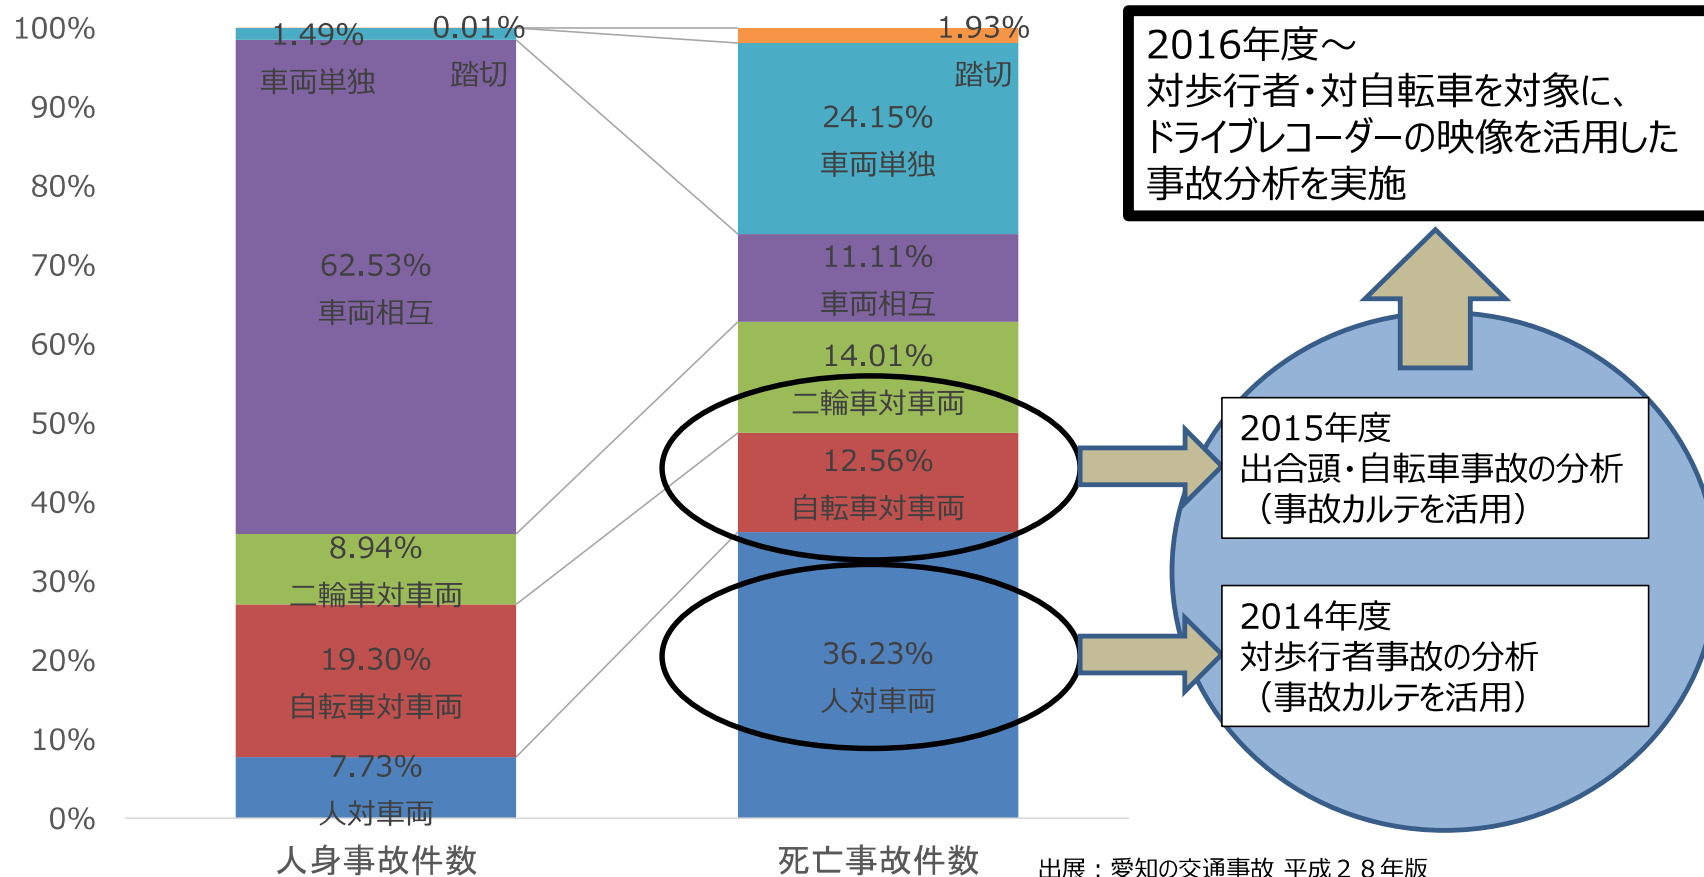 100%
90%
80%
70%
60%
50%
40%
30%
20%
10%
0%
1.49%
車両単独
0.01%
踏切
62.53%
車両相互
8.94%
二輪車対車両
19.30%
自転車対車両
7.73%
人対車両
人身事故件数
1.93%
踏切
24.15%
車両単独
11.11%
車両相互
14.01%
二輪車対車両
12.56%
自転車対車両
36.23%
人対車両
死亡事故件数
2016年度～
対歩行者・対自転車を対象に、
ドライブレコーダーの映像を活用した
事故分析を実施
2015年度
出合頭・自転車事故の分析
（事故カルテを活用）
2014年度
対歩行者事故の分析
（事故カルテを活用）
出展：愛知の交通事故 平成２８年版